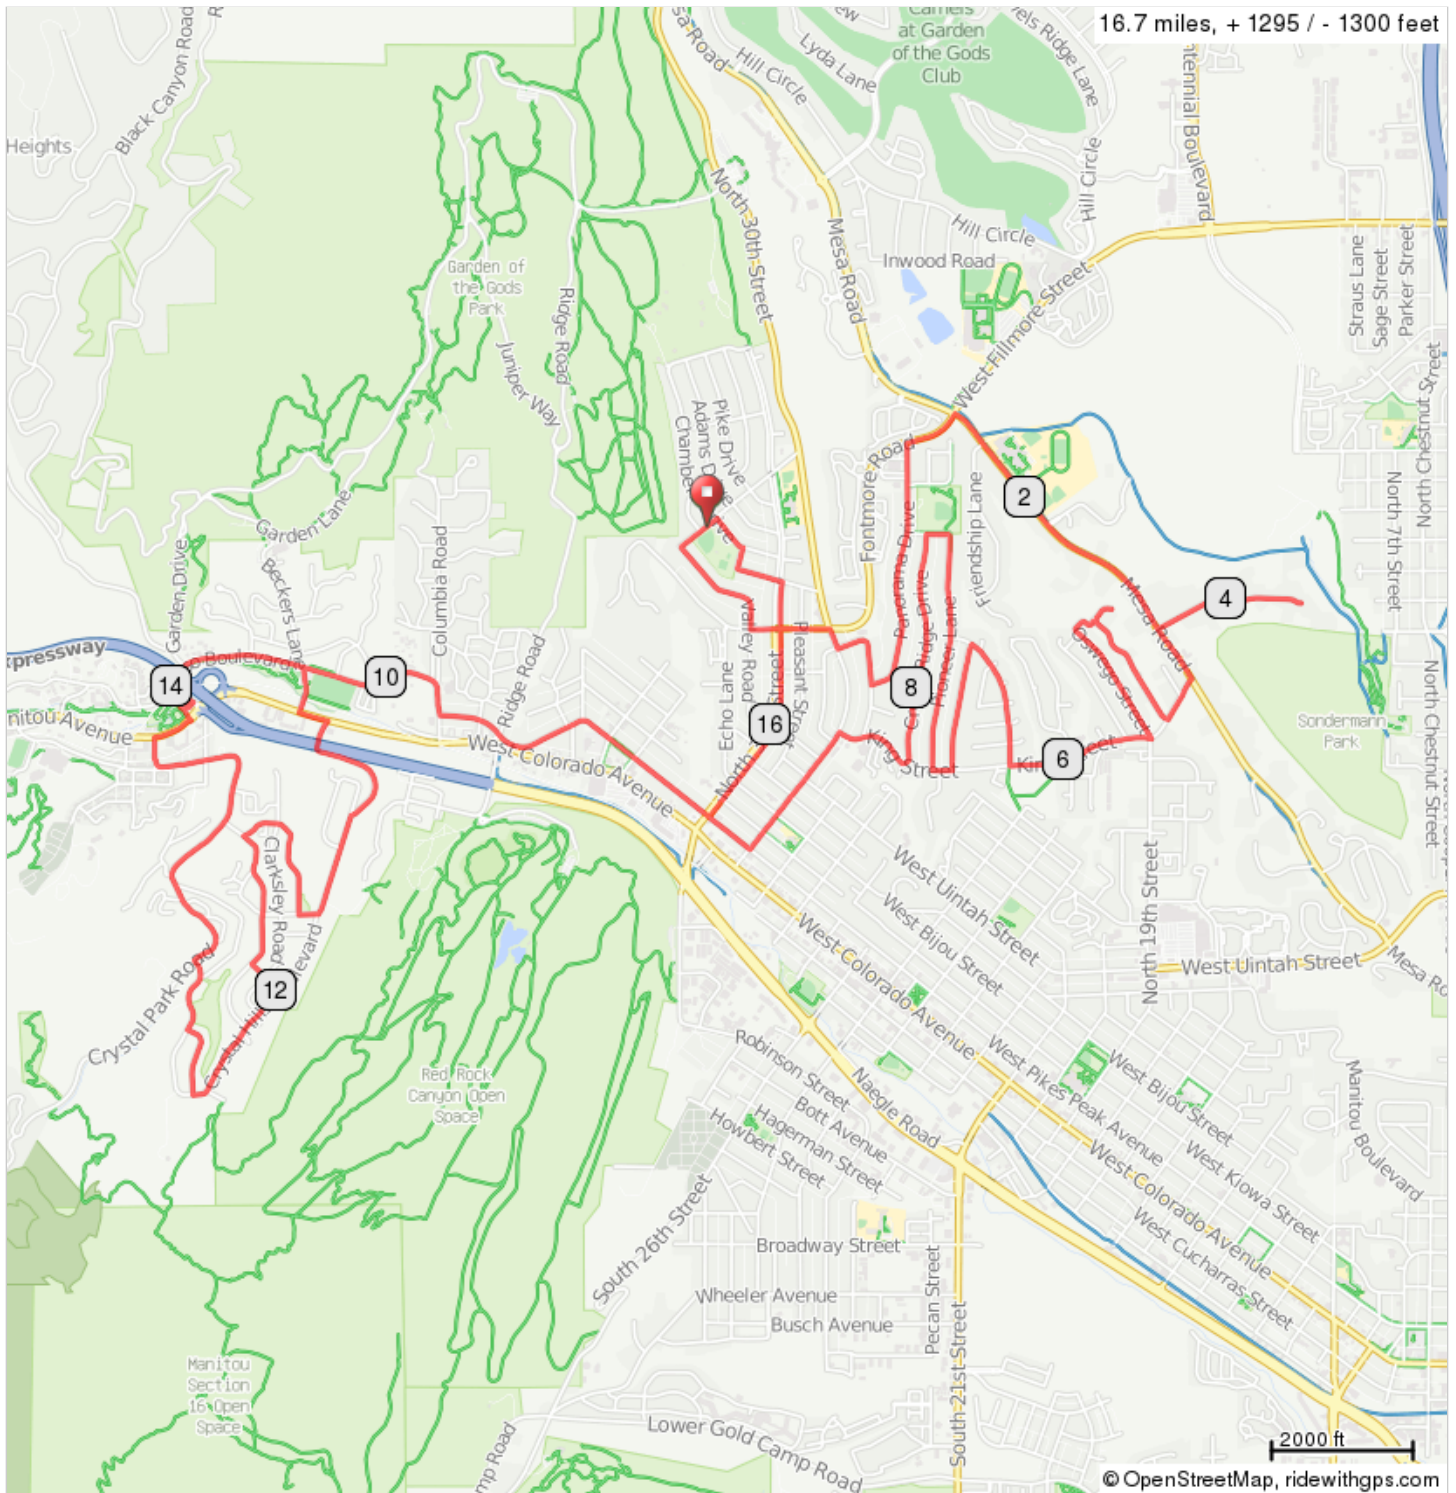 16.7 miles, + 1295 / - 1300 feet
Black Canyon Road
Heights
Mesa Road
Hill Circle
Lyda Lane
at Garden
of the Gods
Club
Ridge Lane
Hill Circle
Hill Circle
Inwood Road
West Fillmore Street
North 30th Street
Mesa Road
Straus Lane
Sage Street
Parker Street
North Chestnut Street
Garden of
the Gods
Park
Ridge Road
Juniper Way
Pike Drive
Fontmore Road
Panorama Drive
Friendship Lane
2
North 7th Street
Garden Lane
Garden Drive
Beckers Lane
Columbia Road
4
Mesa Road
Oswego Street
Ridge Drive
Pioneer Lane
Valley Road
Echo Lane
Pleasant Street
Ridge Road
14
10
8
16
6
King Street
Sondermann
Park
North Chestnut Street
West Colorado Avenue
Clarksley Road
12
Crystal Park Road
West Uintah Street
West Bijou Street
North 19th Street
West Uintah Street
West Colorado Avenue
Red Rock
Canyon Open
Space
Robinson Street
Bott Avenue
Hagerman Street
Howbert Street
Naegle Road
West Pikes Peak Avenue
West Bijou Street
West Kiowa Street
Manitou Boulevard
West Colorado Avenue
West Cucharras Street
South 26th Street
Broadway Street
Wheeler Avenue
Busch Avenue
Pecan Street
South 21st Street
Manitou
Section
16 Open
Space
Lower Gold Camp Road
2000 ft
© OpenStreetMap, ridewithgps.com